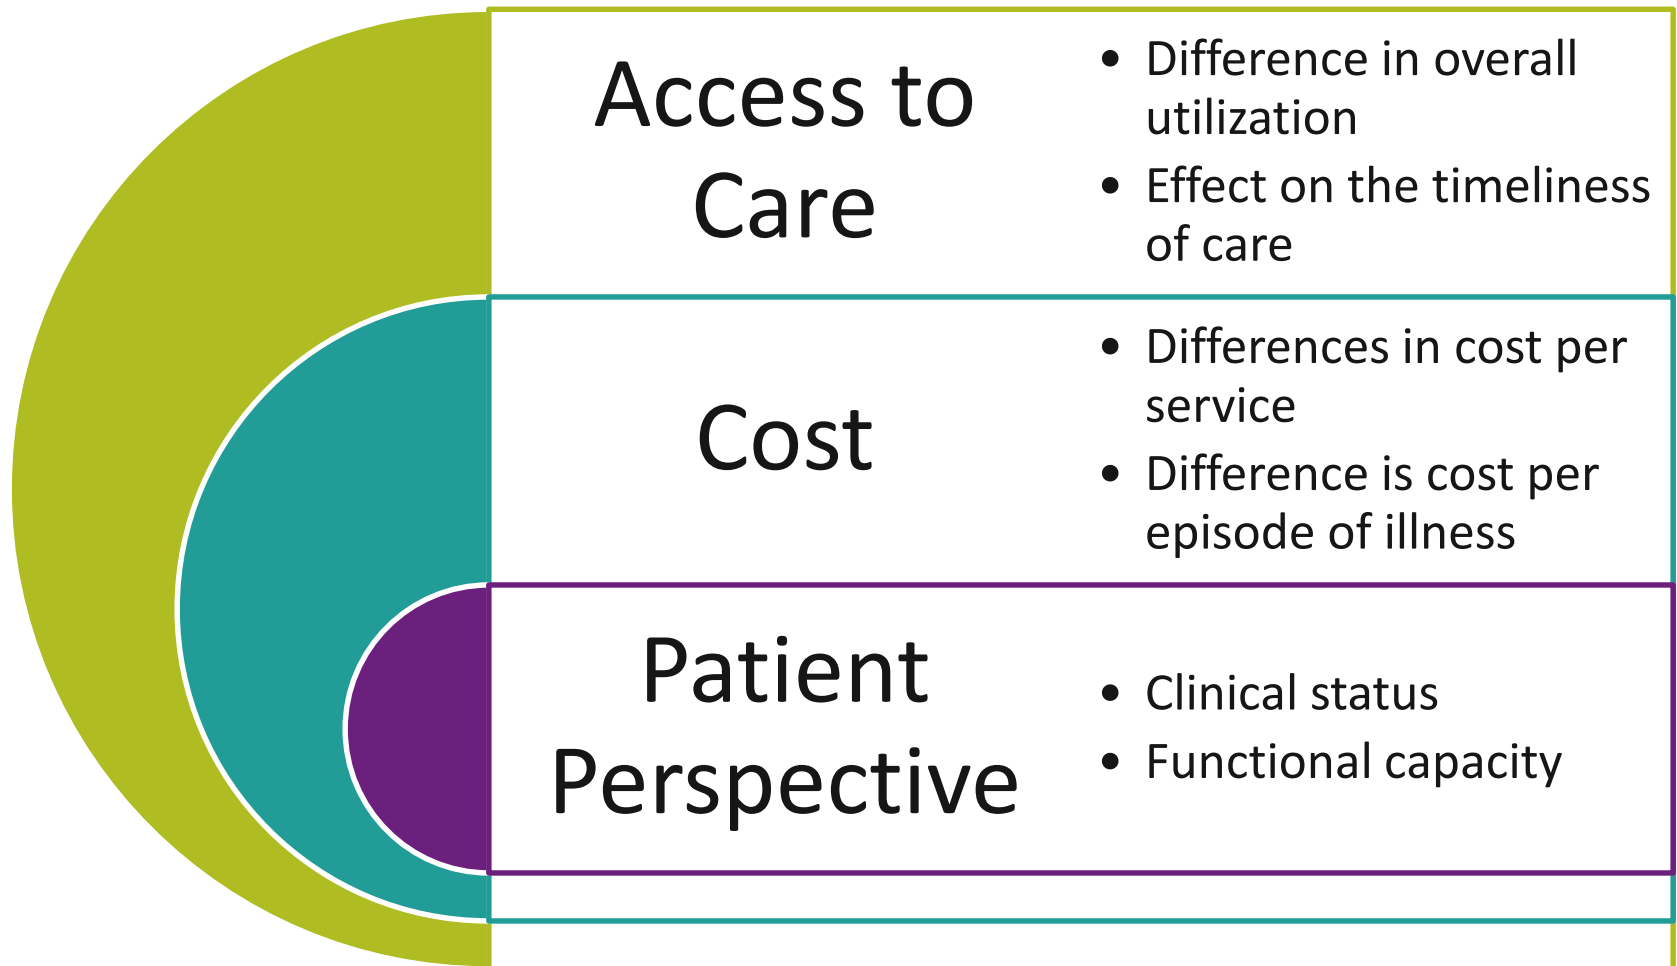 Access to
Care
• Difference in overall
utilization
• Effect on the timeliness
of care
Cost
• Differences in cost per
service
• Difference is cost per
episode of illness
Patient
Perspective
• Clinical status
• Functional capacity